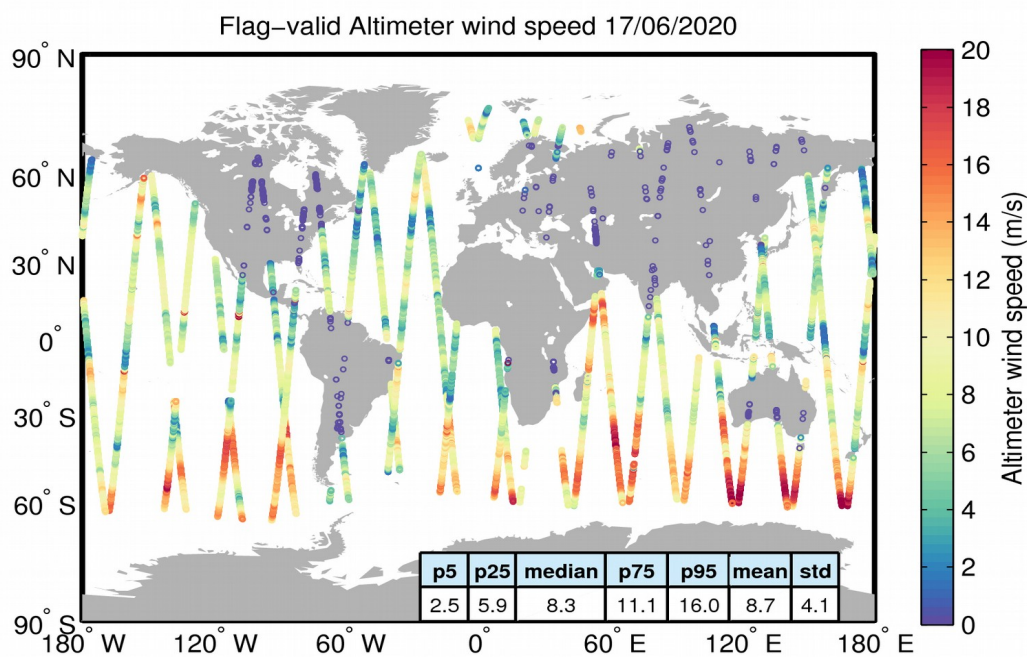 Flag−valid Altimeter wind speed 17/06/2020
90° N
60° N
30° N
0°
30° S
60° S
90° S
180° W
120° W
60° W
0°
60° E
120° E
180° E
p5 p25 median p75 p95 mean std
2.5 5.9 8.3 11.1 16.0 8.7 4.1
20
18
16
14
12
10
8
6
4
2
0
Altimeter wind speed (m/s)